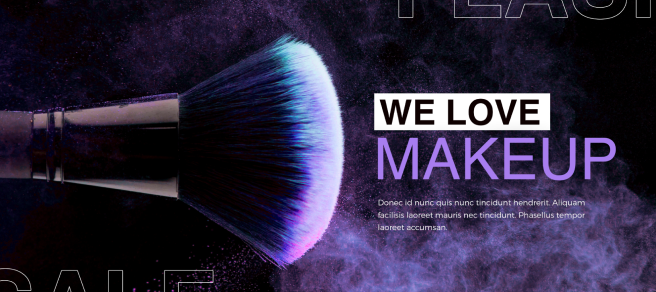 WE LOVE
MAKEUP
Donec id nunc quis nunc tincidunt hendrerit. Aliquam
facilisis laoreet mauris nec tincidunt. Phasellus tempor
laoreet accumsan.
SALE